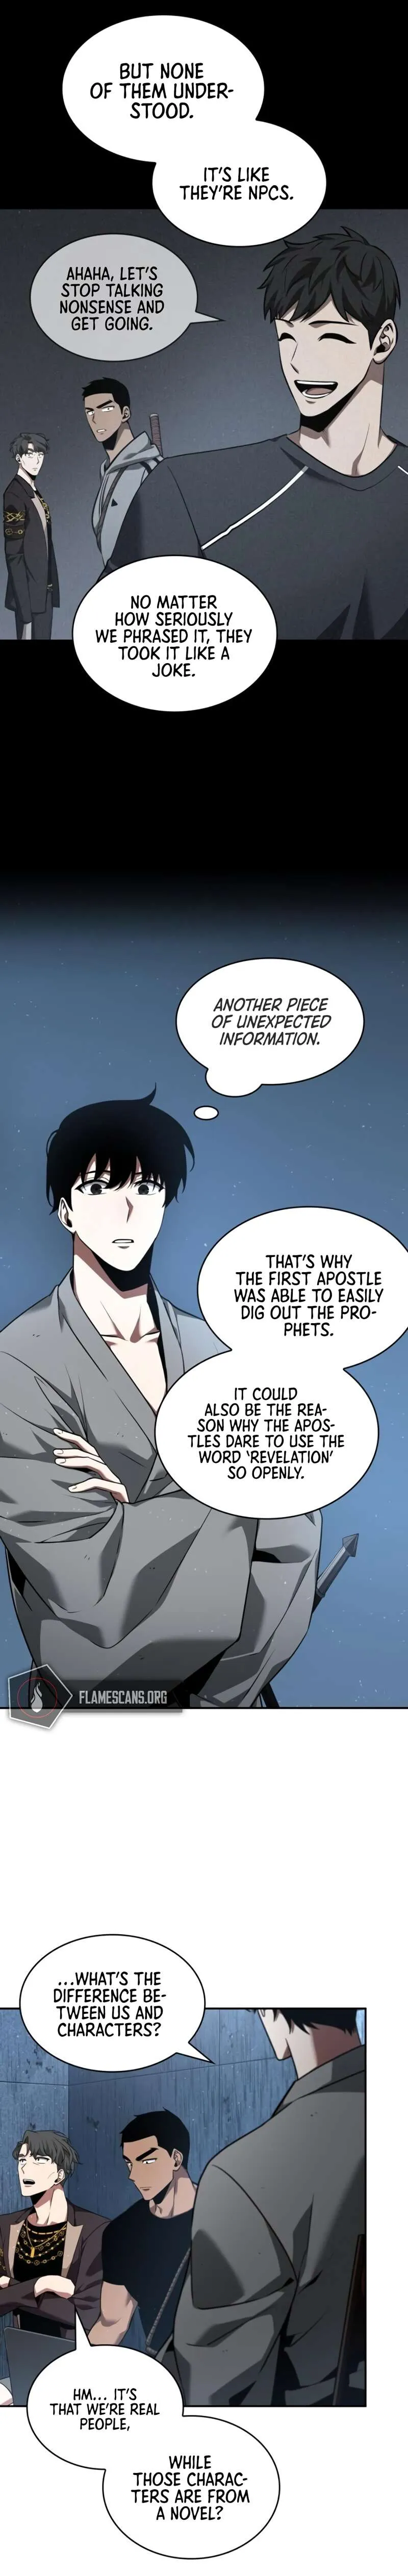 BUT NONE
OF THEM UNDER-
STOOD.
IT'S LIKE
THEY'RE NPCS.
AHAHA, LET'S
STOP TALKING
NONSENSE AND
GET GOING.
NO MATTER
HOW SERIOUSLY
WE PHRASED IT, THEY
TOOK IT LIKE A
JOKE.
ANOTHER PIECE
OF UNEXPECTED
INFORMATION.
THAT'S WHY
THE FIRST APOSTLE
WAS ABLE TO EASILY
DIG OUT THE PRO-
PHETS.
IT COULD
ALSO BE THE REA-
SON WHY THE APOS-
TLES DARE TO USE THE
WORD 'REVELATION'
SO OPENLY.
FLAMESCANS.ORG
...WHAT'S THE
DIFFERENCE BE-
TWEEN US AND
CHARACTERS?
HM... IT'S
THAT WE'RE REAL
PEOPLE,
WHILE
THOSE CHARAC-
TERS ARE FROM
A NOVEL?